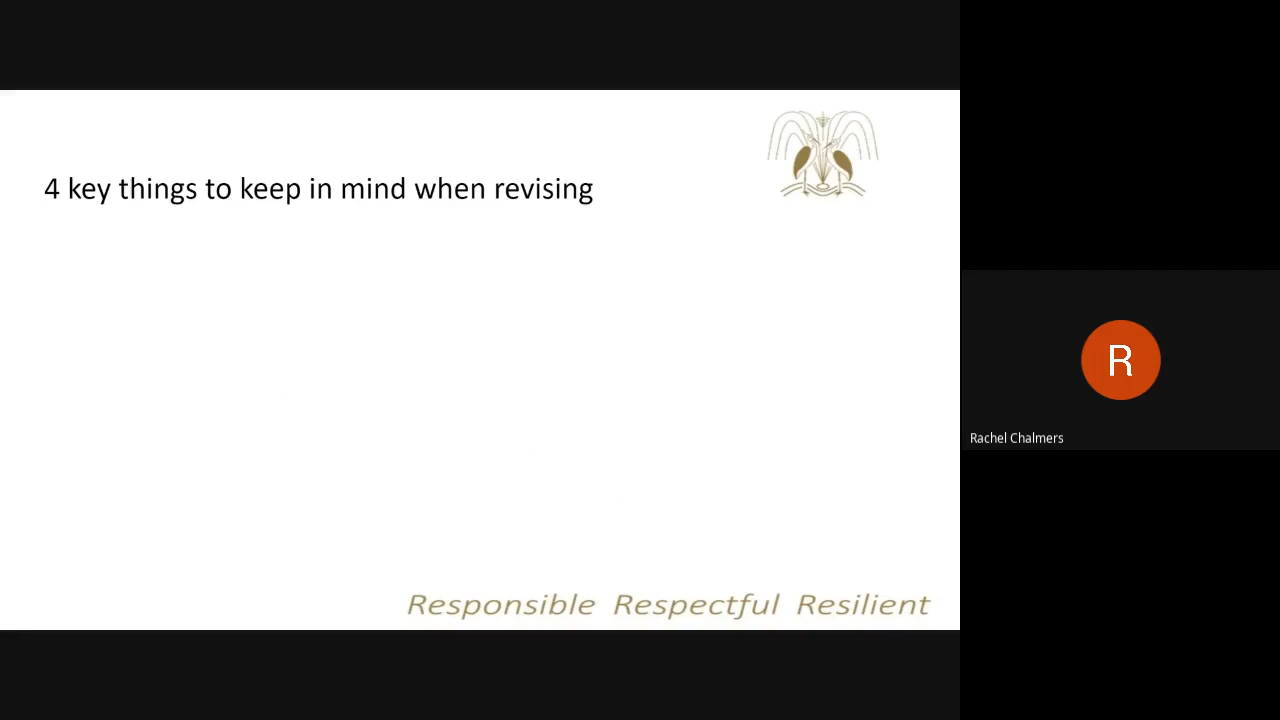 4 key things to keep in mind when revising
R
Rachel Chalmers
Responsible Respectful Resilient